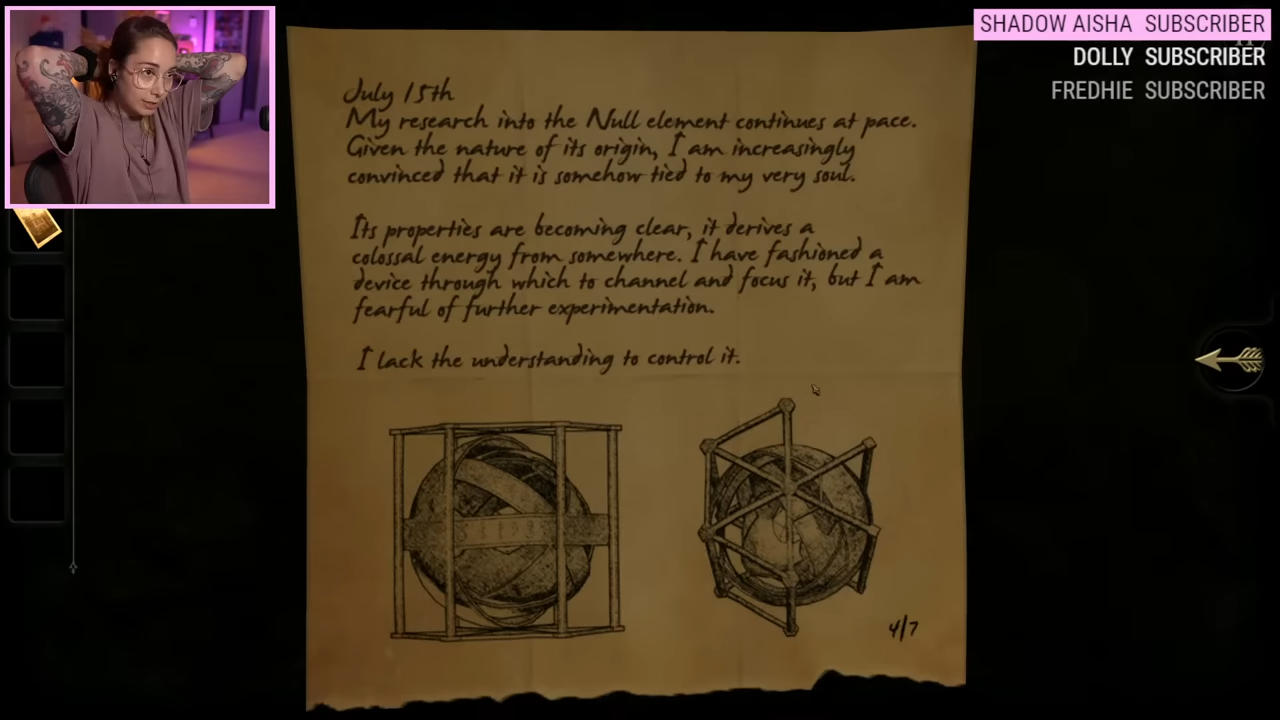 SHADOW AISHA SUBSCRIBER
DOLLY SUBSCRIBER
FREDHIE SUBSCRIBER
July 15th
My research into the Null element continues at pace.
Given the nature of its origin, I am increasingly
convinced that it is somehow tied to my very soul.
Its properties are becoming clear, it derives a
colossal energy from somewhere. I have fashioned a
device through which to channel and focus it, but I am
fearful of further experimentation.
I lack the understanding to control it.
4/7